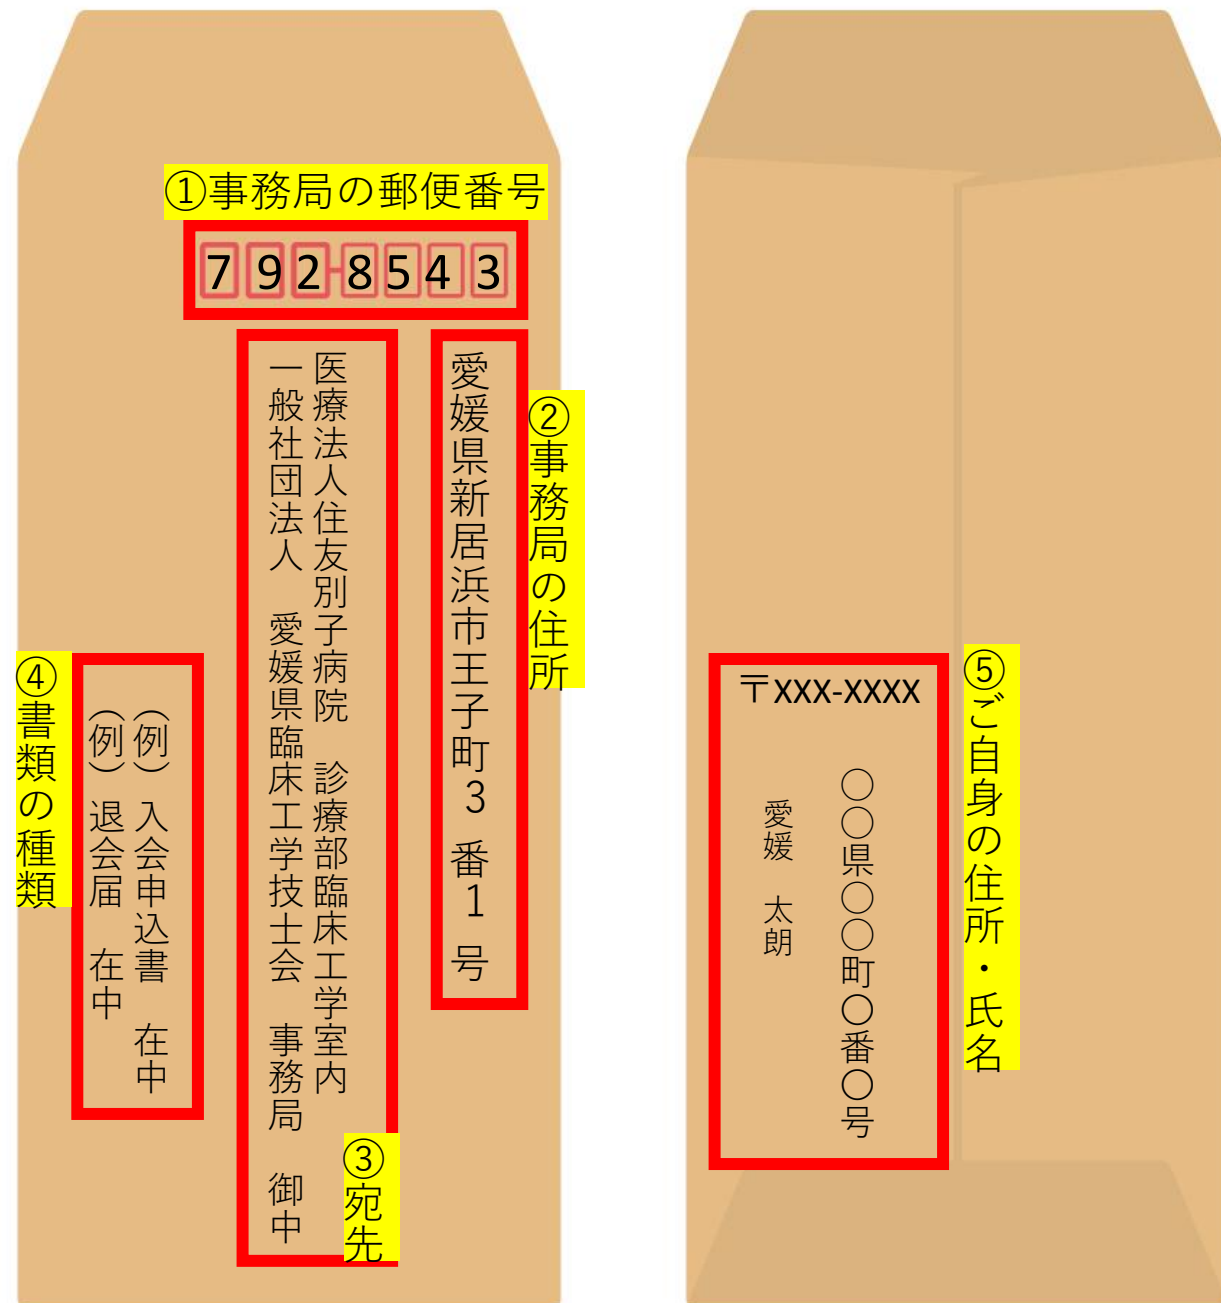 ①事務局の郵便番号
792-8543
②事務局の住所
愛媛県新居浜市王子町3番1号
医療法人住友別子病院 診療部臨床工学室内
一般社団法人 愛媛県臨床工学技士会 事務局 御中
③宛先
④書類の種類
(例)入会申込書 在中
(例)退会届 在中
⑤ご自身の住所・氏名
〒XXX-XXXX
〇〇県〇〇町〇番〇号
愛媛 太朗